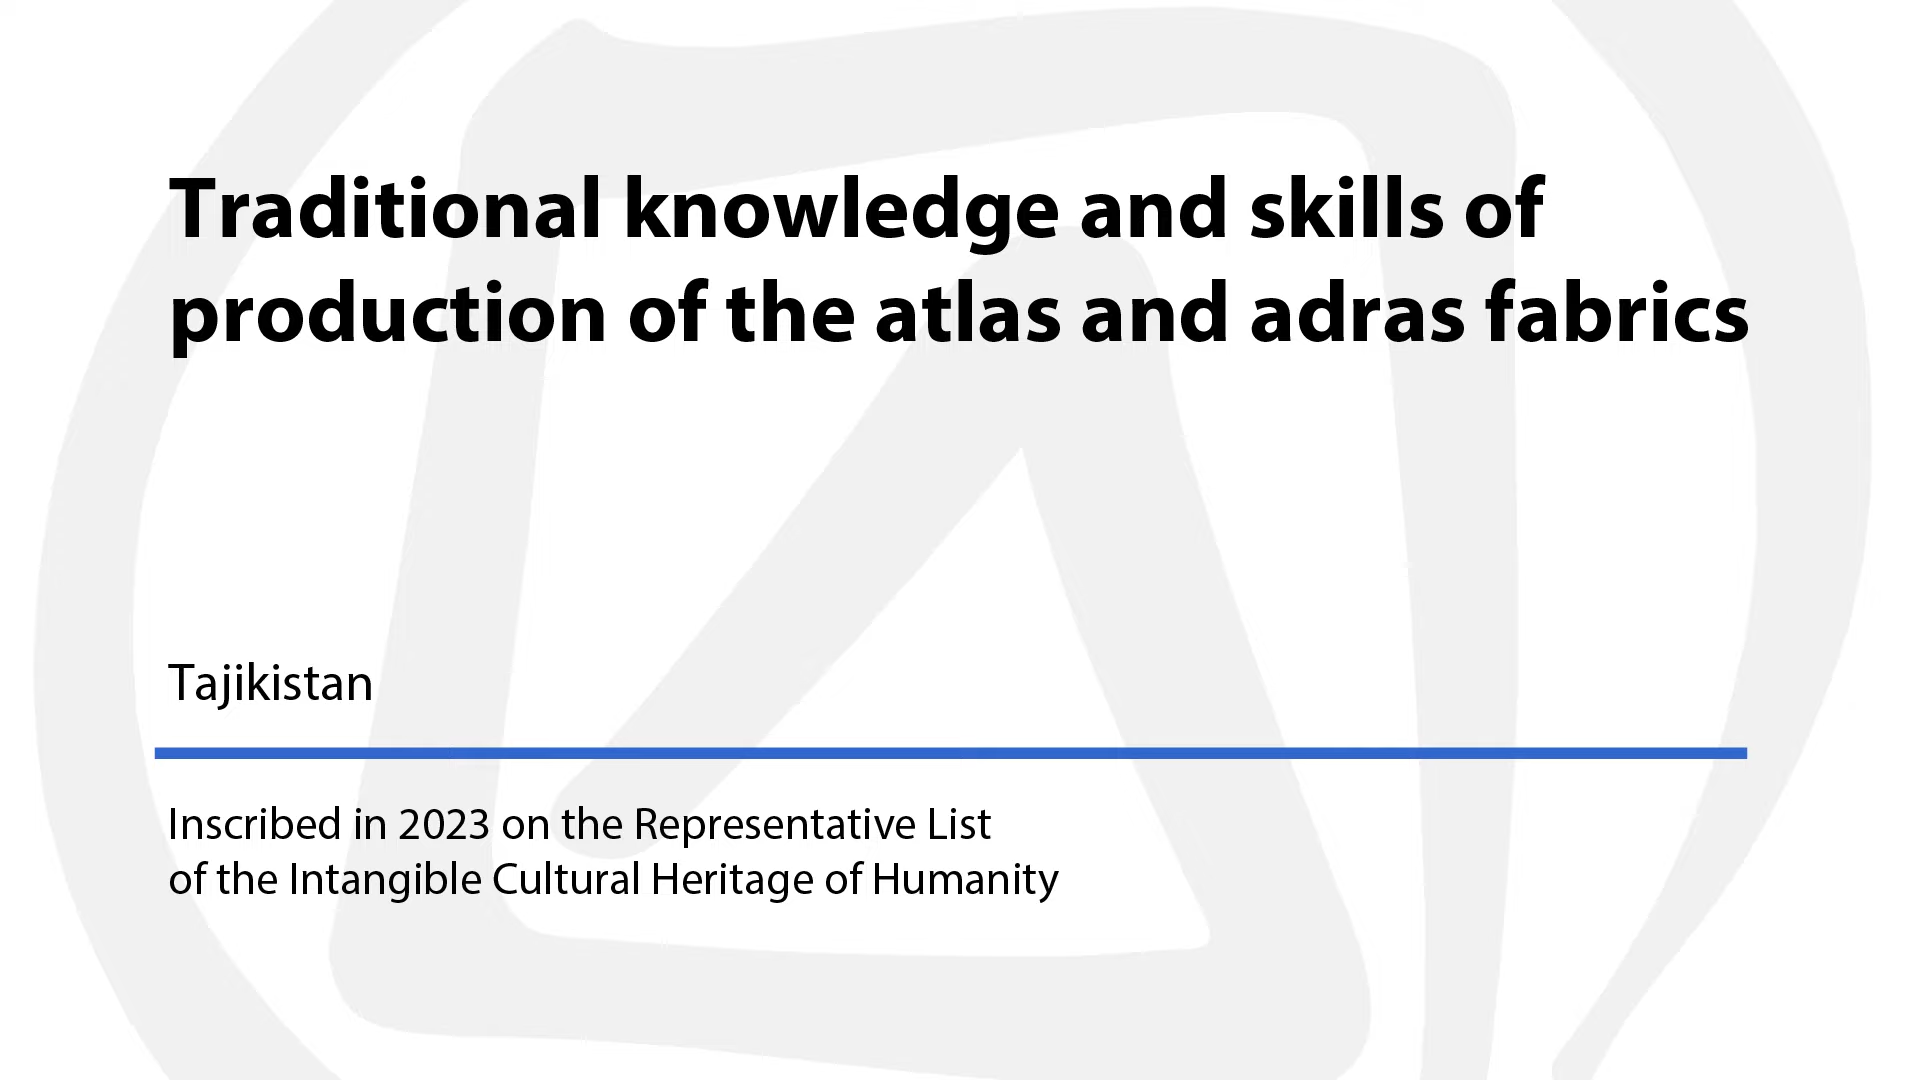 Traditional knowledge and skills of
production of the atlas and adras fabrics
Tajikistan
Inscribed in 2023 on the Representative List
of the Intangible Cultural Heritage of Humanity